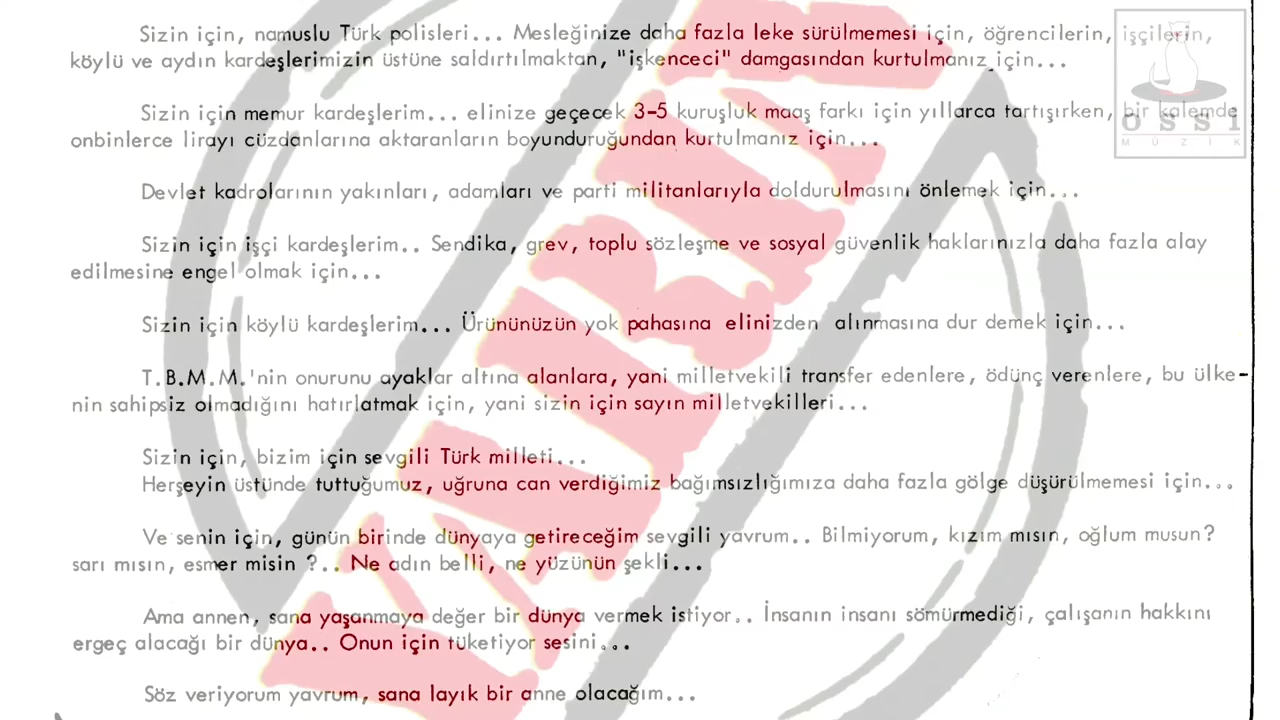 Sizin için, namuslu Türk polisleri... Mesleğinize daha fazla leke sürülmemesi için, öğrencilerin, işçilerin,
köylü ve aydın kardeşlerimizin üstüne saldırtılmaktan, "işkenceci" damgasından kurtulmanız için...
Sizin için memur kardeşlerim... elinize geçecek 3-5 kuruşluk maaş farkı için yıllarca tartışırken, bir kalemde
onbinlerce lirayı cüzdanlarına aktaranların boyunduruğundan kurtulmanız için...
Devlet kadrolarının yakınları, adamları ve parti militanlarıyla doldurulmasını önlemek için...
Sizin için işçi kardeşlerim.. Sendika, grev, toplu sözleşme ve sosyal güvenlik haklarınızla daha fazla alay
edilmesine engel olmak için...
Sizin için köylü kardeşlerim... Ürününüzün yok pahasına elinizden alınmasına dur demek için...
T.B.M.M.'nin onurunu ayaklar altına alanlara, yani milletvekili transfer edenlere, ödünç verenlere, bu ülke-
nin sahipsiz olmadığını hatırlatmak için, yani sizin için sayın milletvekilleri...
Sizin için, bizim için sevgili Türk milleti...
Herşeyin üstünde tuttuğumuz, uğruna can verdiğimiz bağımsızlığımıza daha fazla gölge düşürülmemesi için...
Ve senin için, günün birinde dünyaya getireceğim sevgili yavrum.. Bilmiyorum, kızım mısın, oğlum musun?
sarı mısın, esmer misin ?.. Ne adın belli, ne yüzünün şekli...
Ama annen, sana yaşanmaya değer bir dünya vermek istiyor.. İnsanın insanı sömürmediği, çalışanın hakkını
ergeç alacağı bir dünya.. Onun için tüketiyor sesini...
Söz veriyorum yavrum, sana layık bir anne olacağım...
OSSI
MÜZİK
YARIN